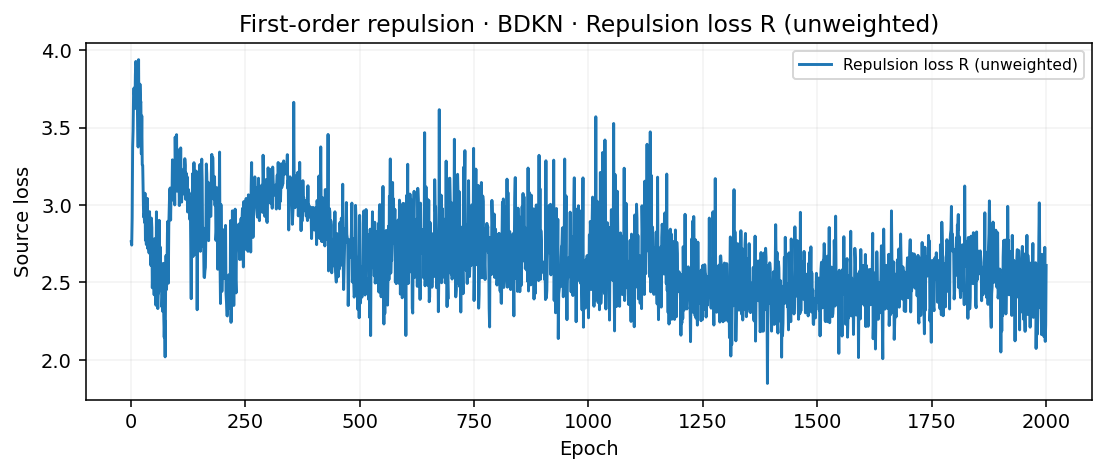 First-order repulsion · BDKN · Repulsion loss R (unweighted)
Repulsion loss R (unweighted)
Source loss
4.0
3.5
3.0
2.5
2.0
0 250 500 750 1000 1250 1500 1750 2000
Epoch